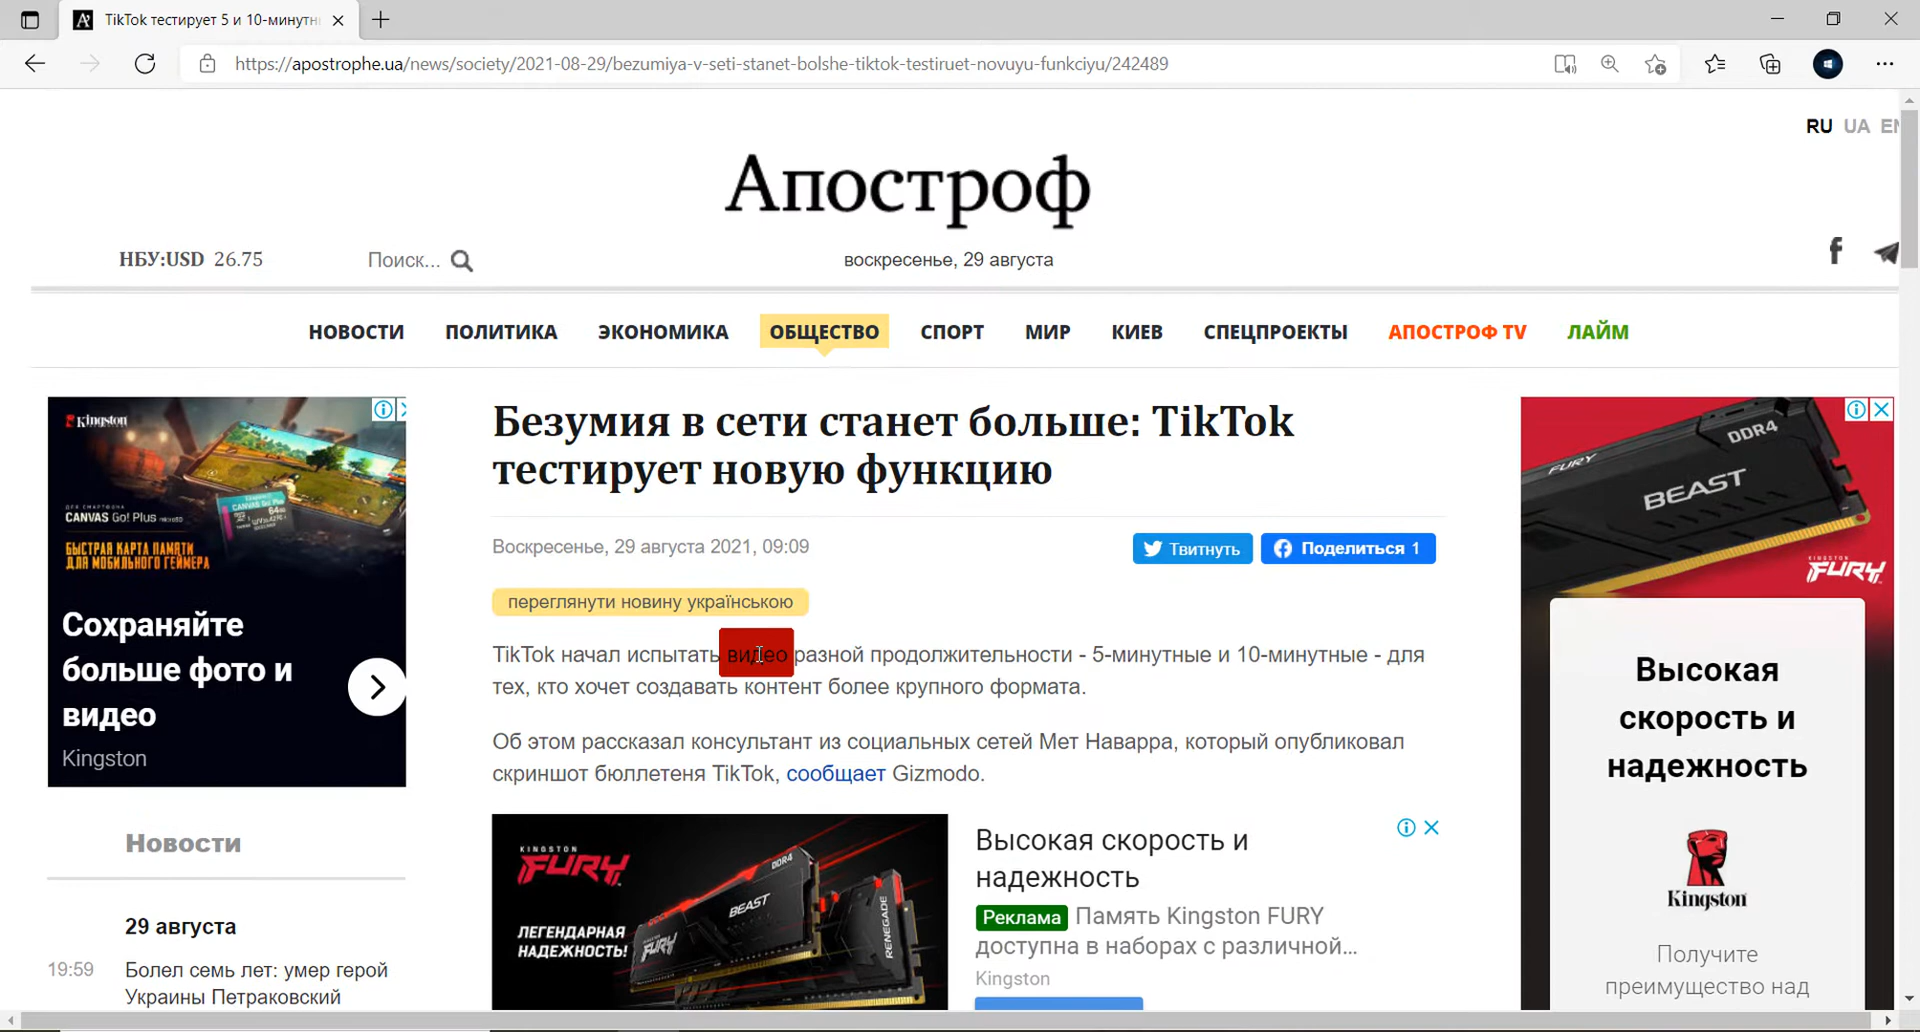 TikTok тестирует 5 и 10-минутн
https://apostrophe.ua/news/society/2021-08-29/bezumiya-v-seti-stanet-bolshe-tiktok-testiruet-novuyu-funkciyu/242489
RU UA EN
Апостроф
НБУ:USD 26.75
Поиск...
воскресенье, 29 августа
НОВОСТИ ПОЛИТИКА ЭКОНОМИКА ОБЩЕСТВО СПОРТ МИР КИЕВ СПЕЦПРОЕКТЫ АПОСТРОФ TV ЛАЙМ
Kingston
ДЛЯ СМАРТФОНА
CANVAS Go! Plus microSD
БЫСТРАЯ КАРТА ПАМЯТИ
ДЛЯ МОБИЛЬНОГО ГЕЙМЕРА
Сохраняйте
больше фото и
видео
Kingston
Новости
29 августа
19:59 Болел семь лет: умер герой
Украины Петраковский
Безумия в сети станет больше: TikTok
тестирует новую функцию
Воскресенье, 29 августа 2021, 09:09
Твитнуть
Поделиться 1
переглянути новину українською
TikTok начал испытать видео разной продолжительности - 5-минутные и 10-минутные - для
тех, кто хочет создавать контент более крупного формата.
Об этом рассказал консультант из социальных сетей Мет Наварра, который опубликовал
скриншот бюллетеня TikTok, сообщает Gizmodo.
KINGSTON
FURY
ЛЕГЕНДАРНАЯ
НАДЕЖНОСТЬ!
DDR4
BEAST
FURY
RENEGADE
Высокая скорость и
надежность
Реклама Память Kingston FURY
доступна в наборах с различной...
Kingston
DDR4
FURY
BEAST
KINGSTON
FURY
Высокая
скорость и
надежность
Kingston
Получите
преимущество над